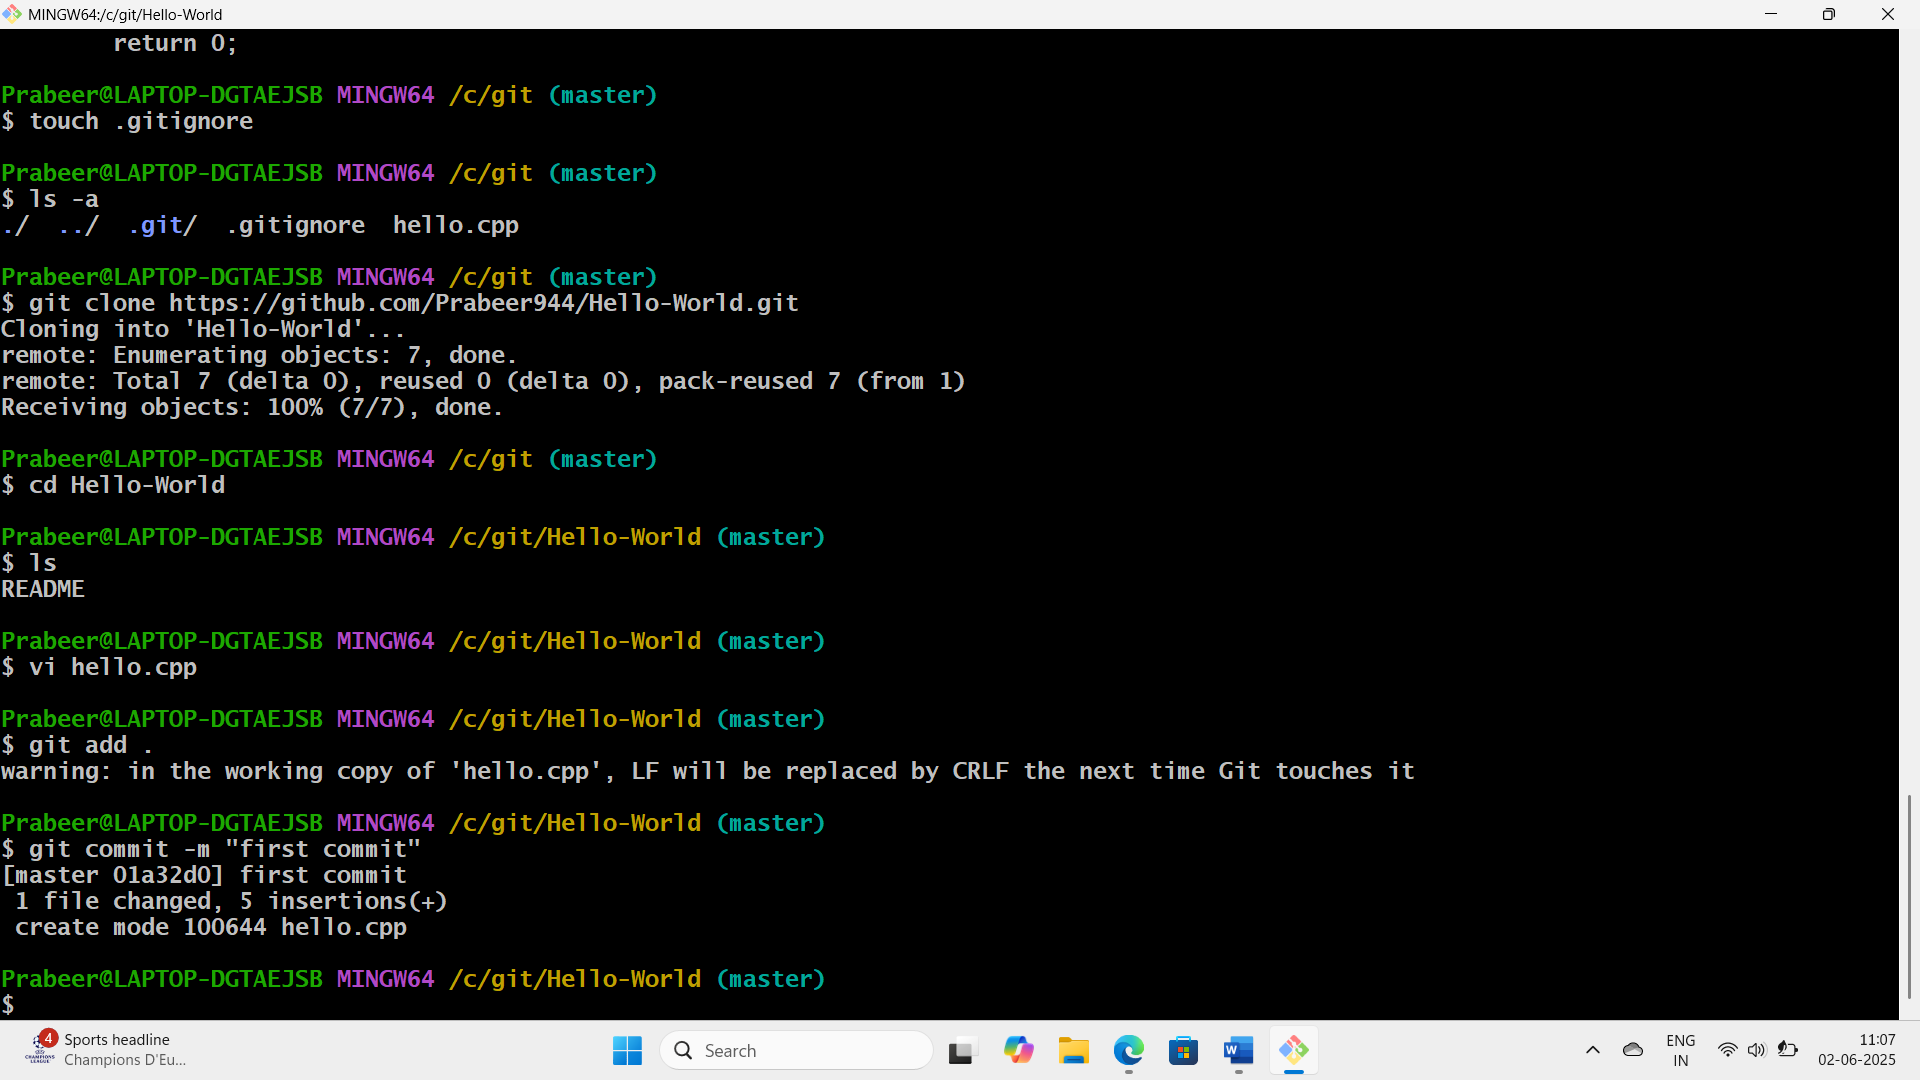 MINGW64:/c/git/Hello-World
return 0;
Prabeer@LAPTOP-DGTAEJSB MINGW64 /c/git (master)
$ touch .gitignore
Prabeer@LAPTOP-DGTAEJSB MINGW64 /c/git (master)
$ ls -a
./ ../ .git/ .gitignore hello.cpp
Prabeer@LAPTOP-DGTAEJSB MINGW64 /c/git (master)
$ git clone https://github.com/Prabeer944/Hello-World.git
Cloning into 'Hello-World'...
remote: Enumerating objects: 7, done.
remote: Total 7 (delta 0), reused 0 (delta 0), pack-reused 7 (from 1)
Receiving objects: 100% (7/7), done.
Prabeer@LAPTOP-DGTAEJSB MINGW64 /c/git (master)
$ cd Hello-World
Prabeer@LAPTOP-DGTAEJSB MINGW64 /c/git/Hello-World (master)
$ ls
README
Prabeer@LAPTOP-DGTAEJSB MINGW64 /c/git/Hello-World (master)
$ vi hello.cpp
Prabeer@LAPTOP-DGTAEJSB MINGW64 /c/git/Hello-World (master)
$ git add .
warning: in the working copy of 'hello.cpp', LF will be replaced by CRLF the next time Git touches it
Prabeer@LAPTOP-DGTAEJSB MINGW64 /c/git/Hello-World (master)
$ git commit -m "first commit"
[master 01a32d0] first commit
1 file changed, 5 insertions(+)
create mode 100644 hello.cpp
Prabeer@LAPTOP-DGTAEJSB MINGW64 /c/git/Hello-World (master)
$
4
Sports headline
Champions D'Eu...
Search
ENG
IN
11:07
02-06-2025